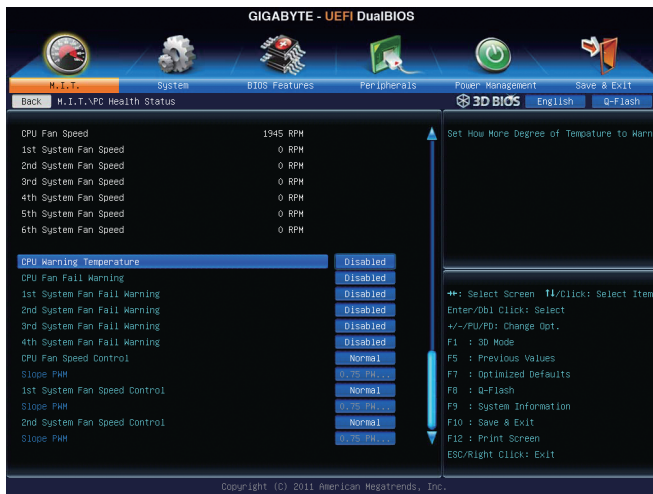 GIGABYTE - UEFI DualBIOS
M.I.T. System BIOS Features Peripherals Power Management Save & Exit
Back M.I.T.\PC Health Status 3D BIOS English Q-Flash
CPU Fan Speed 1945 RPM
1st System Fan Speed 0 RPM
2nd System Fan Speed 0 RPM
3rd System Fan Speed 0 RPM
4th System Fan Speed 0 RPM
5th System Fan Speed 0 RPM
6th System Fan Speed 0 RPM
CPU Warning Temperature Disabled
CPU Fan Fail Warning Disabled
1st System Fan Fail Warning Disabled
2nd System Fan Fail Warning Disabled
3rd System Fan Fail Warning Disabled
4th System Fan Fail Warning Disabled
CPU Fan Speed Control Normal
Slope PWM 0.75 PW...
1st System Fan Speed Control Normal
Slope PWM 0.75 PW...
2nd System Fan Speed Control Normal
Slope PWM 0.75 PW...
Set How More Degree of Tempature to Warn
→←: Select Screen ↑↓/Click: Select Item
Enter/Dbl Click: Select
+/-/PU/PD: Change Opt.
F1 : 3D Mode
F5 : Previous Values
F7 : Optimized Defaults
F8 : Q-Flash
F9 : System Information
F10 : Save & Exit
F12 : Print Screen
ESC/Right Click: Exit
Copyright (C) 2011 American Megatrends, Inc.